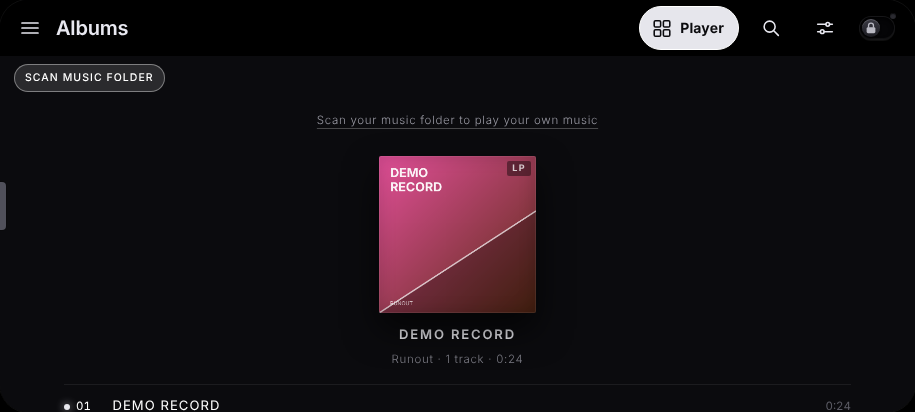 Albums
Player
SCAN MUSIC FOLDER
Scan your music folder to play your own music
DEMO
RECORD
LP
RUNOUT
DEMO RECORD
Runout · 1 track · 0:24
01 DEMO RECORD 0:24